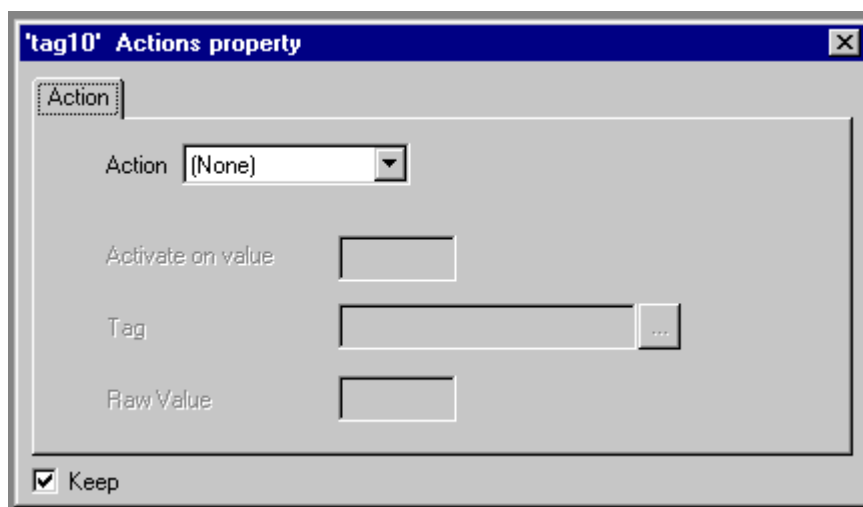 'tag10' Actions property
Action
Action (None)
Activate on value
Tag ...
Raw Value
Keep